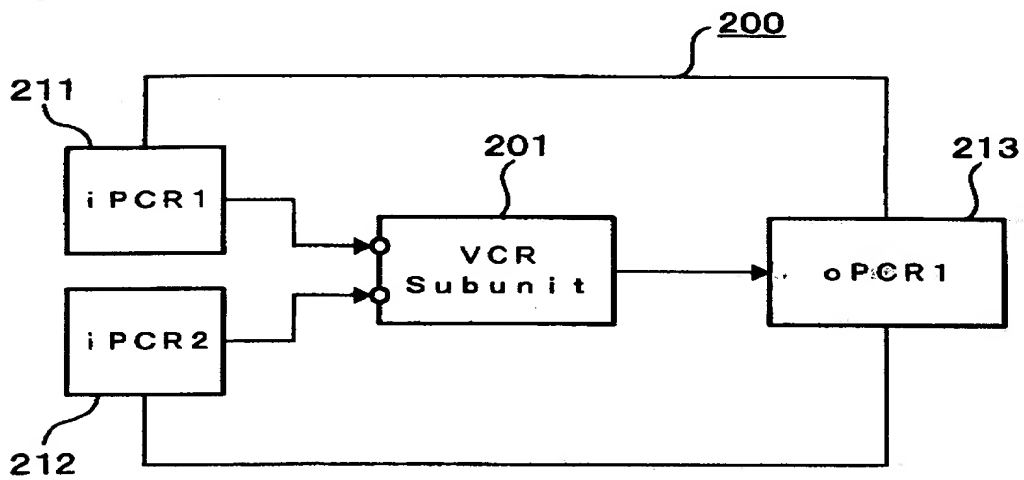 200
211
201
213
iPCR1
VCR
Subunit
oPCR1
iPCR2
212